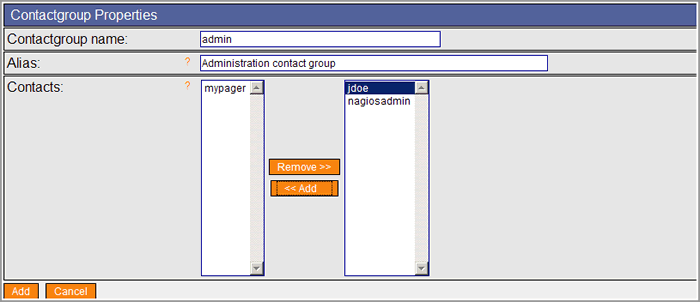 Contactgroup Properties
Contactgroup name: admin
Alias: ? Administration contact group
Contacts: ? mypager jdoe
nagiosadmin
Remove >>
<< Add
Add Cancel